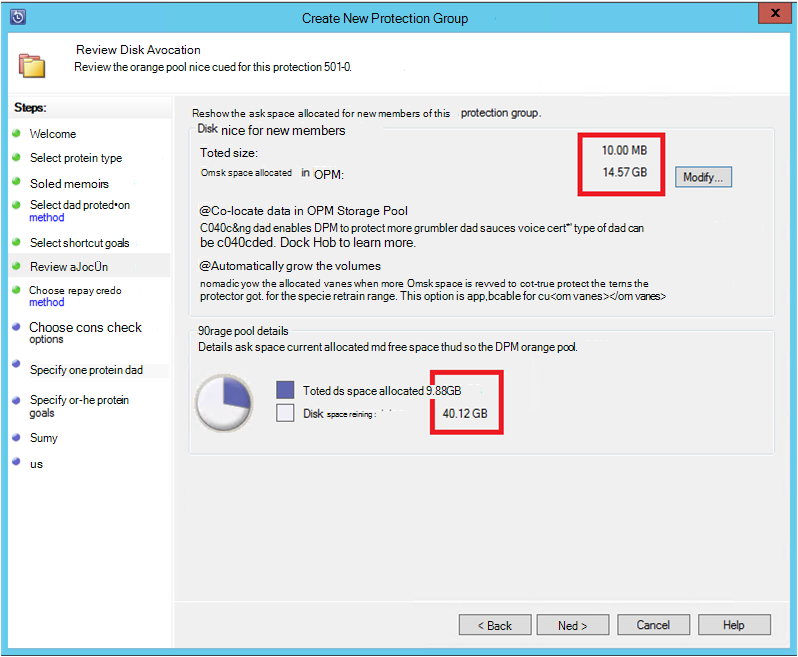 Create New Protection Group
x
Review Disk Avocation
Review the orange pool nice cued for this protection 501-0.
Steps:
Welcome
Select protein type
Soled memoirs
Select dad proted•on
method
Select shortcut goals
Review aJocÜn
Choose repay credo
method
Choose cons check
options
Specify one protein dad
Specify or-he protein
goals
Sumy
us
Reshow the ask space allocated for new members of this protection group.
Disk nice for new members
Toted size: 10.00 MB
Omsk space allocated in OPM: 14.57 GB
Modify...
@Co-locate data in OPM Storage Pool
C040c&ng dad enables DPM to protect more grumbler dad sauces voice cert*' type of dad can
be c040cded. Dock Hob to learn more.
@Automatically grow the volumes
nomadic yow the allocated vanes when more Omsk space is revved to cot-true protect the tems the
protector got. for the specie retrain range. This option is app,bcable for cu<om vanes></om vanes>
90rage pool details
Details ask space current allocated md free space thud so the DPM orange pool.
Toted ds space allocated 9.88GB
Disk space reining: 40.12 GB
< Back
Ned >
Cancel
Help